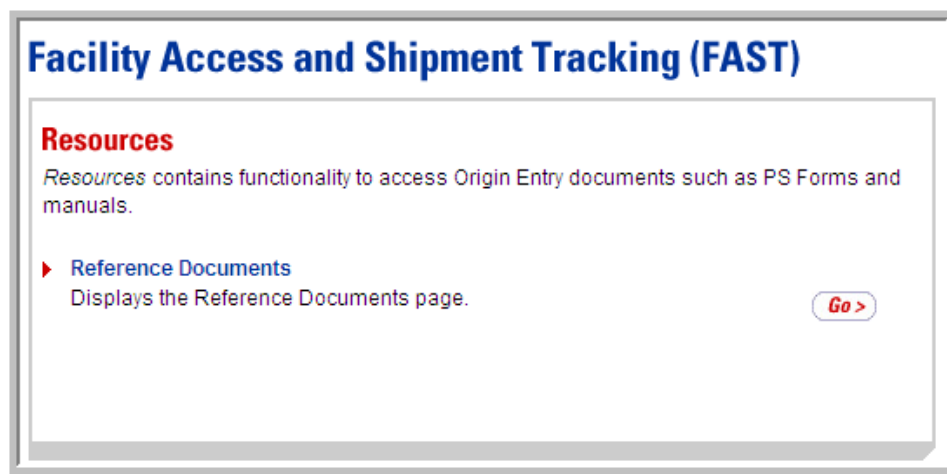 Facility Access and Shipment Tracking (FAST)
Resources
Resources contains functionality to access Origin Entry documents such as PS Forms and
manuals.
Reference Documents
Displays the Reference Documents page.
Go >